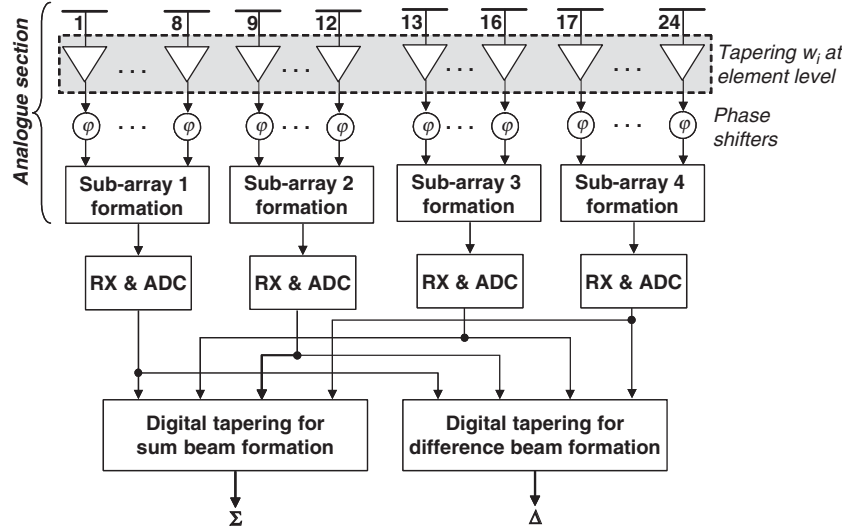 1 8 9 12 13 16 17 24
Analogue section
... ... ... ...
Tapering wi at
element level
φ ... φ φ ... φ φ ... φ φ ... φ
Phase
shifters
Sub-array 1
formation
Sub-array 2
formation
Sub-array 3
formation
Sub-array 4
formation
RX & ADC
RX & ADC
RX & ADC
RX & ADC
Digital tapering for
sum beam formation
Digital tapering for
difference beam formation
Σ
Δ